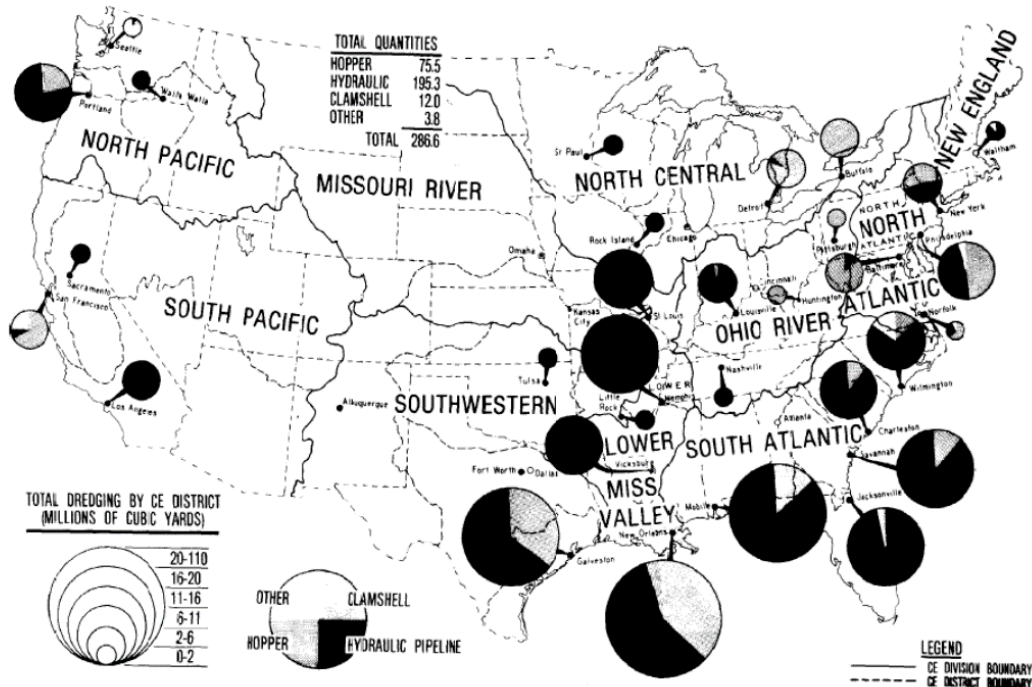 TOTAL QUANTITIES
HOPPER 75.5
HYDRAULIC 195.3
CLAMSHELL 12.0
OTHER 3.8
TOTAL 286.6
NEW ENGLAND
Seattle
Walla Walla
Portland
NORTH PACIFIC
MISSOURI RIVER
St Paul
NORTH CENTRAL
Detroit
Buffalo
Waltham
New York
NORTH
NORTH
ATLANTIC
Philadelphia
Pittsburgh
Baltimore
Rock Island
Chicago
Omaha
Sacramento
San Francisco
SOUTH PACIFIC
Kansas
City
St Louis
Louisville
Cincinnati
Huntington
ATLANTIC
OHIO RIVER
Norfolk
Wilmington
Los Angeles
Albuquerque
Tulsa
SOUTHWESTERN
Little
Rock
LOWER
Memphis
Nashville
Atlanta
Charleston
Savannah
LOWER
SOUTH ATLANTIC
Fort Worth
Dallas
Vicksburg
MISS
VALLEY
Mobile
New Orleans
Jacksonville
Galveston
TOTAL DREDGING BY CE DISTRICT
(MILLIONS OF CUBIC YARDS)
20-110
16-20
11-16
6-11
2-6
0-2
OTHER
CLAMSHELL
HOPPER
HYDRAULIC PIPELINE
LEGEND
CE DIVISION BOUNDARY
CE DISTRICT BOUNDARY